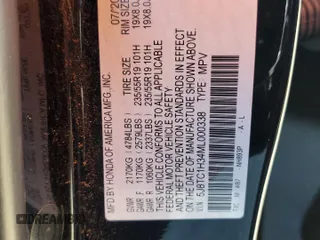 MFD. BY: HONDA OF AMERICA MFG., INC. 07/20
TIRE SIZE RIM SIZE
GVWR 2170KG (4784LBS)
GAWR F 1170KG (2579LBS) 235/55R19 101H 19X8.0
GAWR R 1060KG (2337LBS) 235/55R19 101H 19X8.0
THIS VEHICLE CONFORMS TO ALL APPLICABLE
FEDERAL MOTOR VEHICLE SAFETY, BUMPER
AND THEFT PREVENTION STANDARDS IN EFFECT
ON THE DATE OF MANUFACTURE SHOWN ABOVE.
5J8TC1H34ML000338 TYPE: MPV
A L